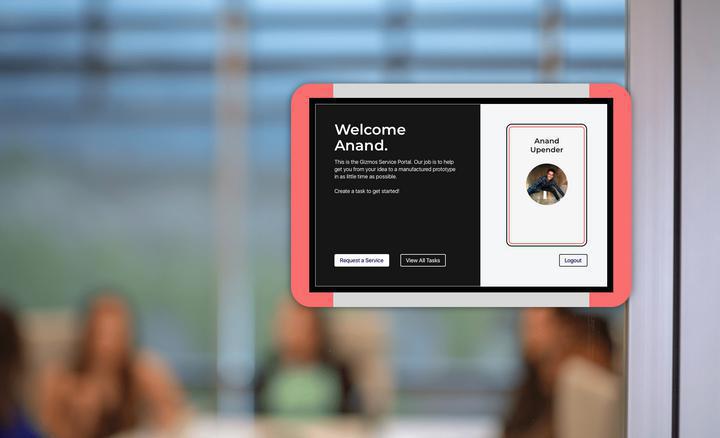 Welcome
Anand.
This is the Gizmos Service Portal. Our job is to help
get you from your idea to a manufactured prototype
in as little time as possible.
Create a task to get started!
Request a Service
View All Tasks
Anand
Upender
Logout